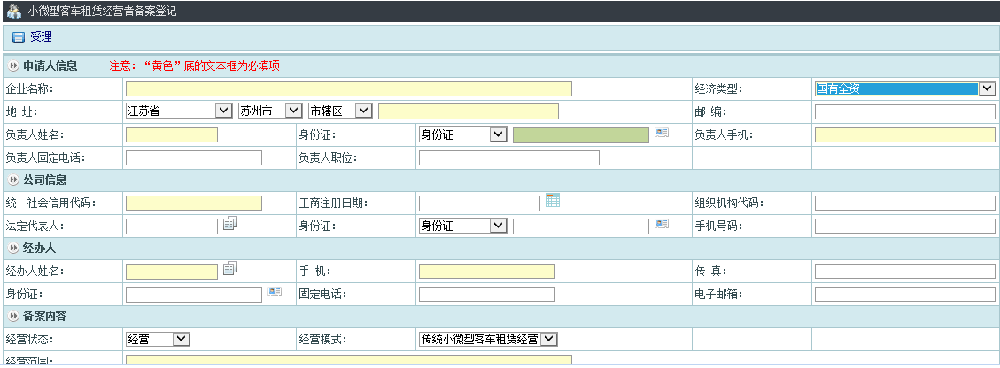 小微型客车租赁经营者备案登记
受理
申请人信息 注意：“黄色”底的文本框为必填项
企业名称： 经济类型： 国有全资
地 址： 江苏省 苏州市 市辖区 邮 编：
负责人姓名： 身份证： 身份证 负责人手机：
负责人固定电话： 负责人职位：
公司信息
统一社会信用代码： 工商注册日期： 组织机构代码：
法定代表人： 身份证： 身份证 手机号码：
经办人
经办人姓名： 手 机： 传 真：
身份证： 固定电话： 电子邮箱：
备案内容
经营状态： 经营 经营模式： 传统小微型客车租赁经营
经营范围：